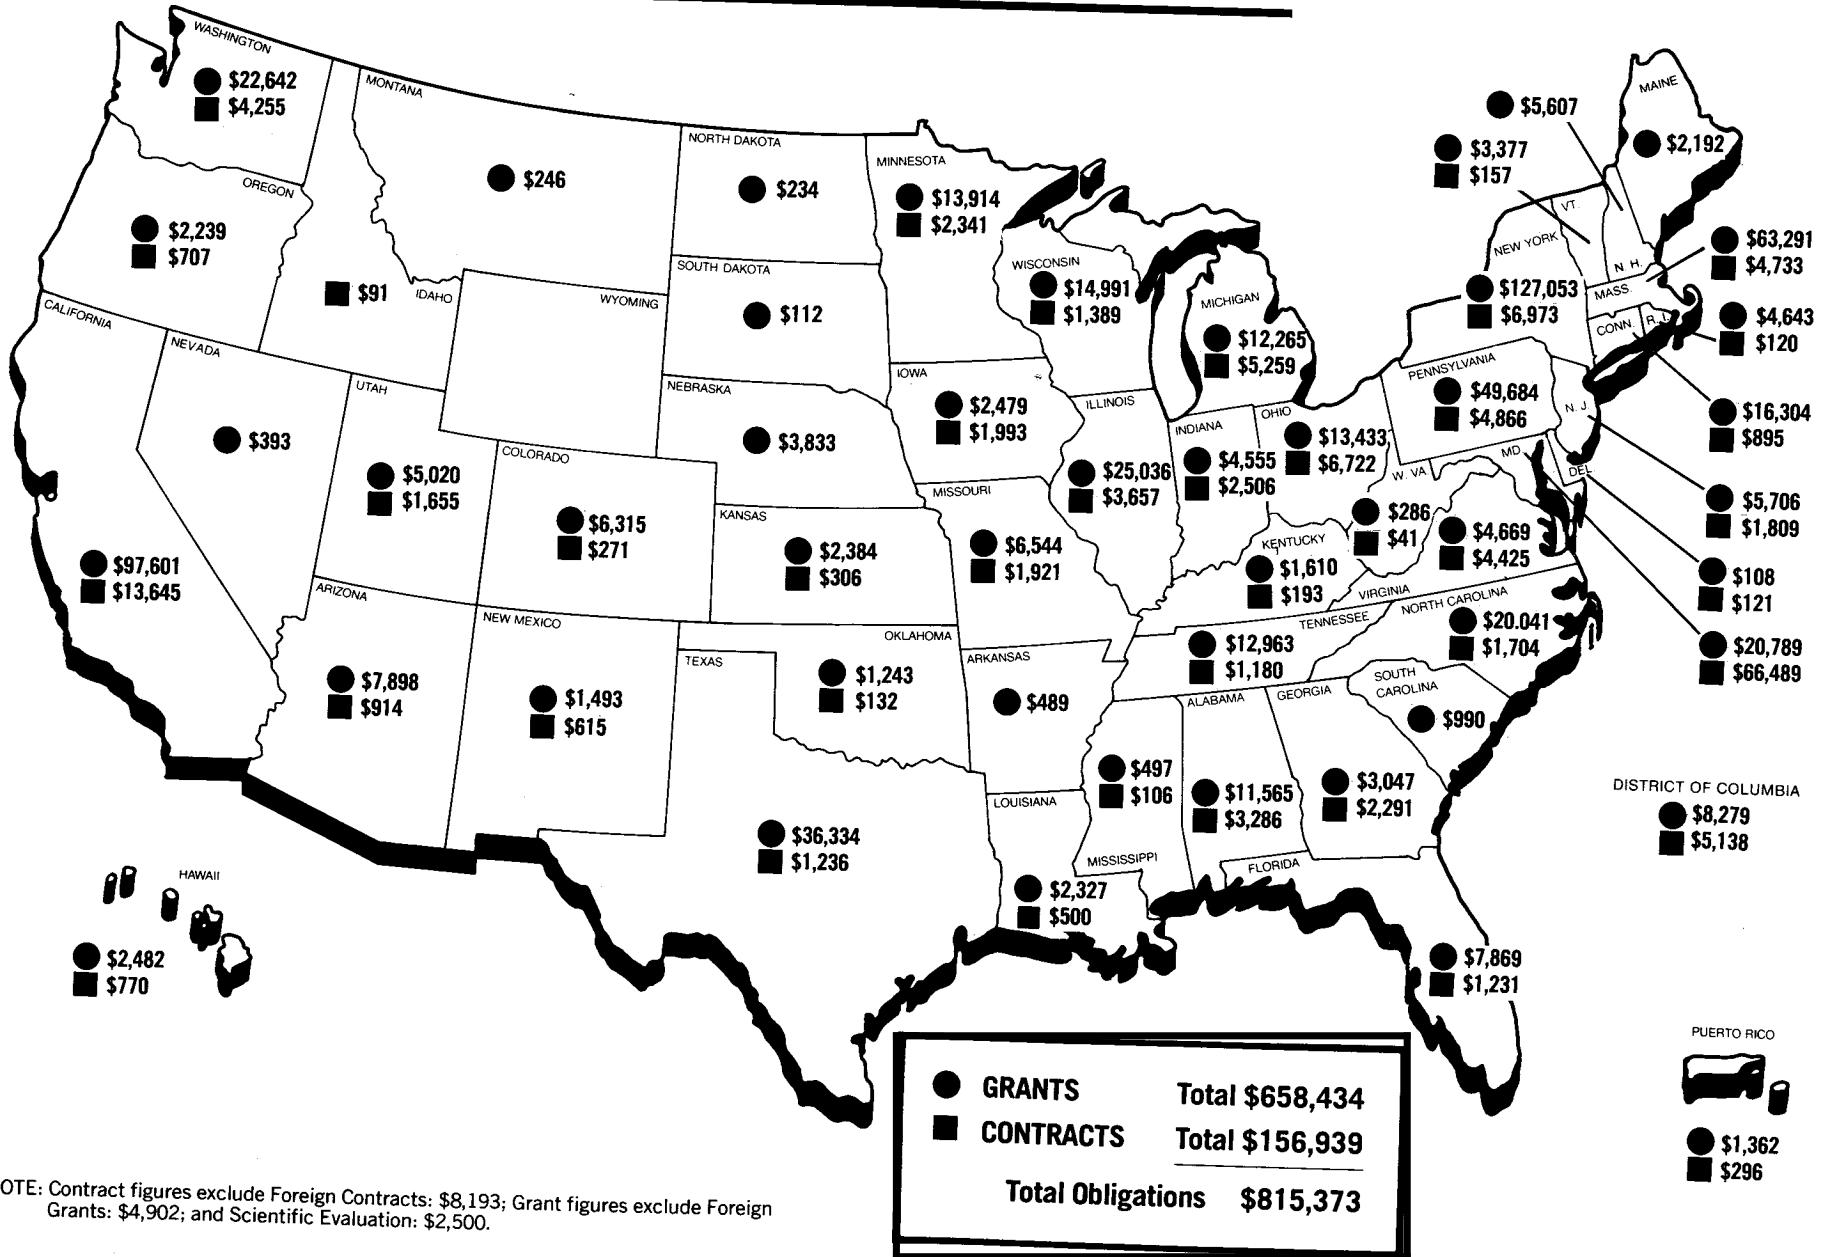 WASHINGTON
$22,642
$4,255
MONTANA
$246
NORTH DAKOTA
$234
MINNESOTA
$13,914
$2,341
OREGON
$2,239
$707
$91
IDAHO
WYOMING
SOUTH DAKOTA
$112
WISCONSIN
$14,991
$1,389
MICHIGAN
$12,265
$5,259
$5,607
$3,377
$157
MAINE
$2,192
VT.
NEW YORK
N. H.
$127,053
$6,973
MASS.
$63,291
$4,733
CONN.
R. I.
$4,643
$120
CALIFORNIA
$97,601
$13,645
NEVADA
$393
UTAH
$5,020
$1,655
COLORADO
$6,315
$271
NEBRASKA
$3,833
IOWA
$2,479
$1,993
ILLINOIS
$25,036
$3,657
INDIANA
$4,555
$2,506
OHIO
$13,433
$6,722
PENNSYLVANIA
$49,684
$4,866
N. J.
$16,304
$895
MD.
DEL.
W. VA
$286
$41
$5,706
$1,809
KANSAS
$2,384
$306
MISSOURI
$6,544
$1,921
KENTUCKY
$1,610
$193
$4,669
$4,425
VIRGINIA
$108
$121
ARIZONA
$7,898
$914
NEW MEXICO
$1,493
$615
TEXAS
OKLAHOMA
$1,243
$132
ARKANSAS
$489
TENNESSEE
$12,963
$1,180
NORTH CAROLINA
$20.041
$1,704
$20,789
$66,489
SOUTH
CAROLINA
$990
ALABAMA
$11,565
$3,286
GEORGIA
$3,047
$2,291
$497
$106
MISSISSIPPI
DISTRICT OF COLUMBIA
$8,279
$5,138
$36,334
$1,236
LOUISIANA
$2,327
$500
FLORIDA
$7,869
$1,231
HAWAII
$2,482
$770
PUERTO RICO
$1,362
$296
GRANTS Total $658,434
CONTRACTS Total $156,939
Total Obligations $815,373
OTE: Contract figures exclude Foreign Contracts: $8,193; Grant figures exclude Foreign
Grants: $4,902; and Scientific Evaluation: $2,500.